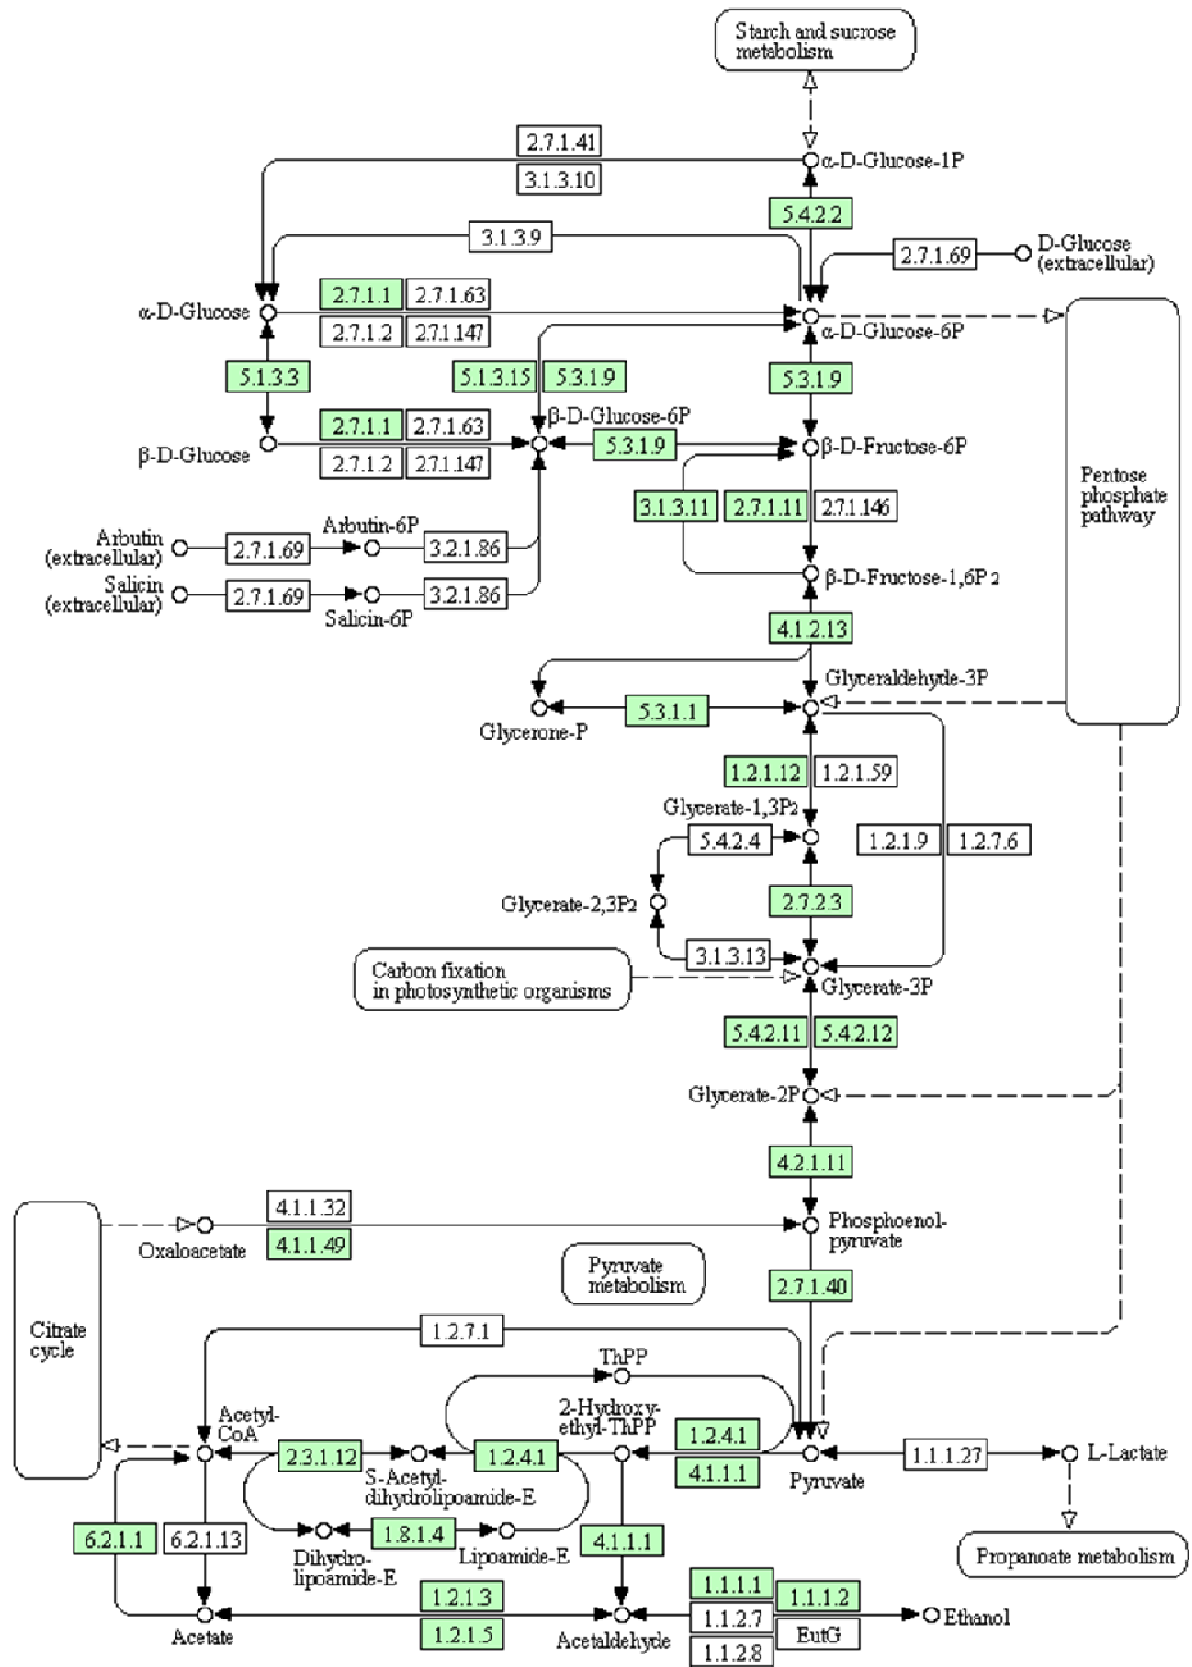 Starch and sucrose
metabolism
2.7.1.41
α-D-Glucose-1P
3.1.3.10
5.4.2.2
3.1.3.9
2.7.1.69
D-Glucose
(extracellular)
2.7.1.1
2.7.1.63
α-D-Glucose
2.7.1.2
2.7.1.147
α-D-Glucose-6P
5.1.3.3
5.1.3.15
5.3.1.9
5.3.1.9
2.7.1.1
2.7.1.63
β-D-Glucose-6P
β-D-Glucose
2.7.1.2
2.7.1.147
5.3.1.9
β-D-Fructose-6P
Pentose
phosphate
pathway
3.1.3.11
2.7.1.11
2.7.1.146
Arbutin
(extracellular)
2.7.1.69
Arbutin-6P
3.2.1.86
β-D-Fructose-1,6P2
Salicin
(extracellular)
2.7.1.69
Salicin-6P
3.2.1.86
4.1.2.13
Glyceraldehyde-3P
Glycerone-P
5.3.1.1
1.2.1.12
1.2.1.59
Glycerate-1,3P2
5.4.2.4
1.2.1.9
1.2.7.6
Glycerate-2,3P2
2.7.2.3
3.1.3.13
Carbon fixation
in photosynthetic organisms
Glycerate-3P
5.4.2.11
5.4.2.12
Glycerate-2P
4.2.1.11
4.1.1.32
Oxaloacetate
4.1.1.49
Phosphoenol-
pyruvate
Pyruvate
metabolism
2.7.1.40
Citrate
cycle
1.2.7.1
ThPP
Acetyl-
CoA
2-Hydroxy-
ethyl-ThPP
1.2.4.1
2.3.1.12
1.2.4.1
4.1.1.1
Pyruvate
1.1.1.27
L-Lactate
S-Acetyl-
dihydrolipoamide-E
6.2.1.1
6.2.1.13
1.8.1.4
4.1.1.1
Dihydro-
lipoamide-E
Lipoamide-E
Propanoate metabolism
1.2.1.3
1.1.1.1
1.1.1.2
Acetate
1.2.1.5
Acetaldehyde
1.1.2.7
EutG
Ethanol
1.1.2.8